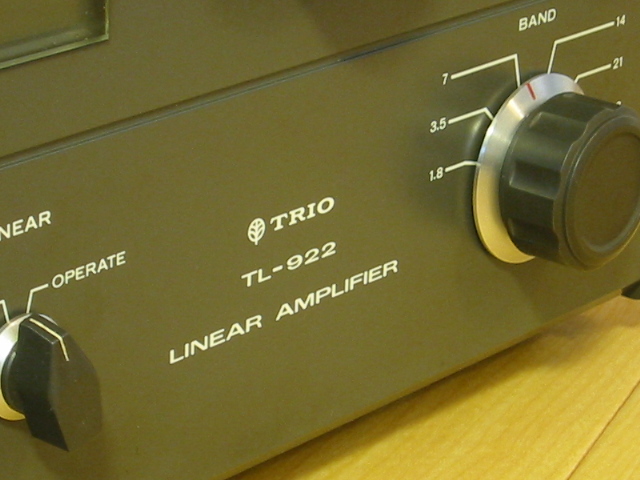 BAND
14
7
21
3.5
1.8
TRIO
NEAR
TL-922
OPERATE
LINEAR AMPLIFIER